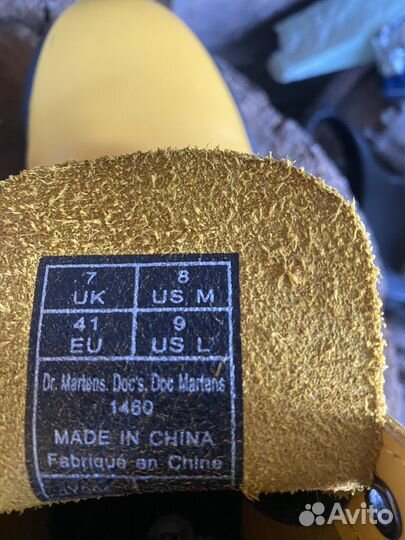 7 UK
8 US M
41 EU
9 US L
Dr. Martens. Doc's. Doc Martens
1460
MADE IN CHINA
Fabriqué en Chine
Avito